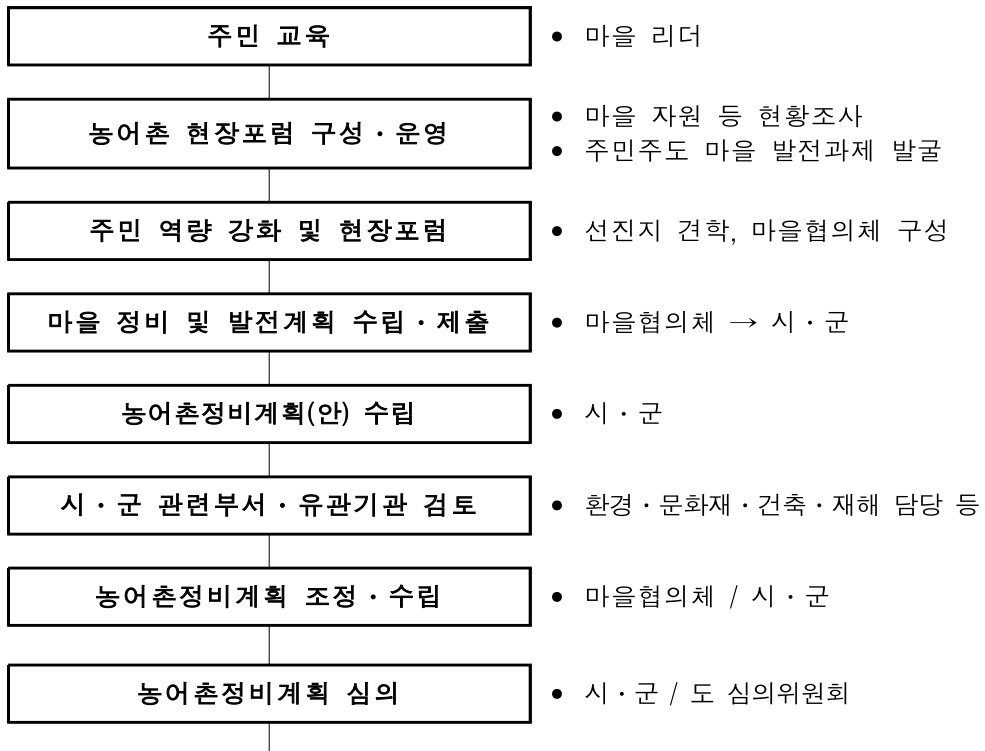 주민 교육
• 마을 리더
농어촌 현장포럼 구성・운영
• 마을 자원 등 현황조사
• 주민주도 마을 발전과제 발굴
주민 역량 강화 및 현장포럼
• 선진지 견학, 마을협의체 구성
마을 정비 및 발전계획 수립・제출
• 마을협의체 → 시・군
농어촌정비계획(안) 수립
• 시・군
시・군 관련부서・유관기관 검토
• 환경・문화재・건축・재해 담당 등
농어촌정비계획 조정・수립
• 마을협의체 / 시・군
농어촌정비계획 심의
• 시・군 / 도 심의위원회